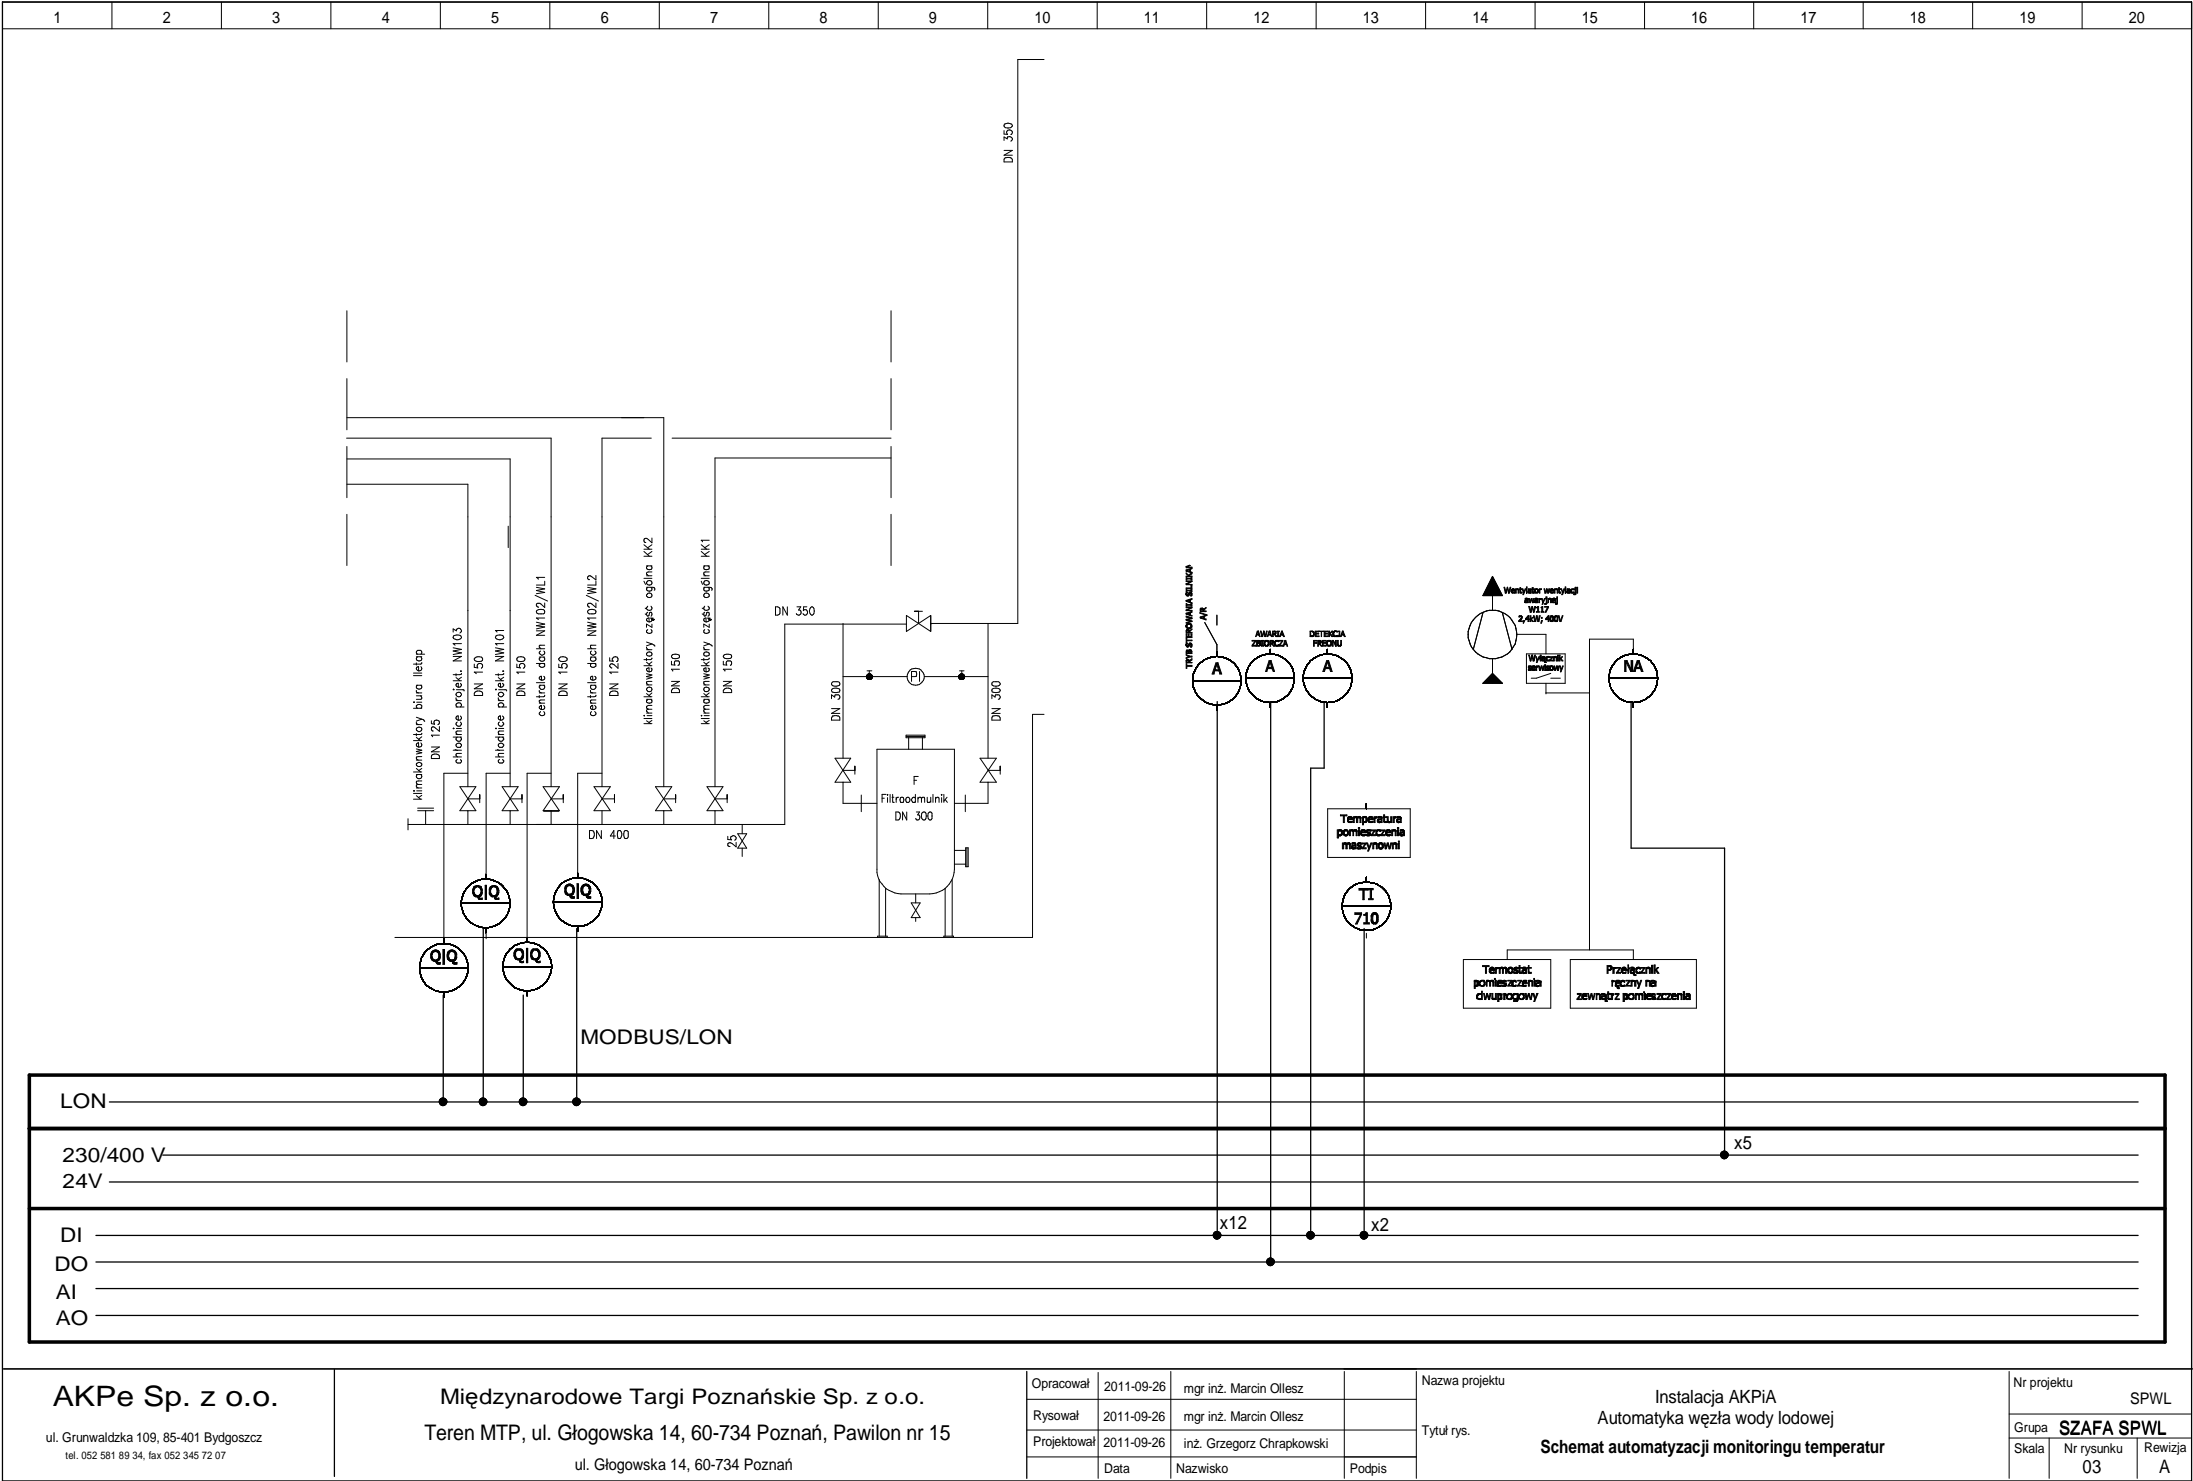 1 2 3 4 5 6 7 8 9 10 11 12 13 14 15 16 17 18 19 20
DN 350
klimakonwektory biura Iletap
DN 125
chłodnice projekt. NW103
DN 150
chłodnice projekt. NW101
DN 150
centrale dach NW102/WL1
DN 150
centrale dach NW102/WL2
DN 125
klimakonwektory część ogólna KK2
DN 150
klimakonwektory część ogólna KK1
DN 150
DN 400
25
DN 350
DN 300
PI
DN 300
F
Filtroodmulnik
DN 300
Q|Q
Q|Q
Q|Q
Q|Q
MODBUS/LON
A/R
A
AWARIA
ZBIORCZA
A
DETEKCJA
FREONU
A
Temperatura
pomieszczenia
maszynowni
TI
710
Wentylator wentylacji
awaryjnej
W117
2,4kW; 400V
Wyłącznik
serwisowy
NA
Termostat
pomieszczenia
dwuprogowy
Przełącznik
ręczny na
zewnątrz pomieszczenia
LON
230/400 V
x5
24V
DI
x12
x2
DO
AI
AO
AKPe Sp. z o.o.
ul. Grunwaldzka 109, 85-401 Bydgoszcz
tel. 052 581 89 34, fax 052 345 72 07
Międzynarodowe Targi Poznańskie Sp. z o.o.
Teren MTP, ul. Głogowska 14, 60-734 Poznań, Pawilon nr 15
ul. Głogowska 14, 60-734 Poznań
Opracował 2011-09-26 mgr inż. Marcin Ollesz
Rysował 2011-09-26 mgr inż. Marcin Ollesz
Projektował 2011-09-26 inż. Grzegorz Chrapkowski
Data Nazwisko Podpis
Nazwa projektu
Instalacja AKPiA
Automatyka węzła wody lodowej
Tytuł rys.
Schemat automatyzacji monitoringu temperatur
Nr projektu
SPWL
Grupa SZAFA SPWL
Skala Nr rysunku Rewizja
03 A